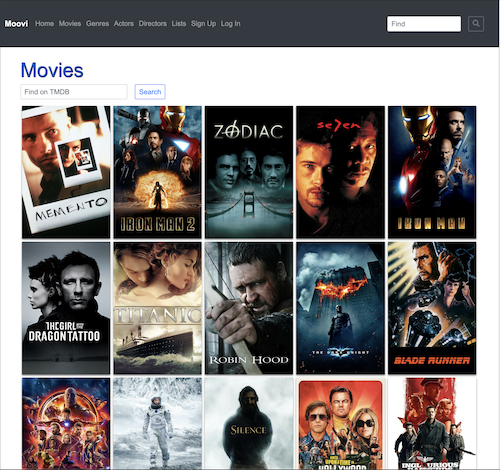 Moovi Home Movies Genres Actors Directors Lists Sign Up Log In Find
Movies
Find on TMDB Search
MEMENTO
IRON MAN 2
ZODIAC
se7en
IRON MAN
THE GIRL WITH THE
DRAGON TATTOO
TITANIC
ROBIN HOOD
THE DARK KNIGHT
BLADE RUNNER
SILENCE
HOLLYWOOD